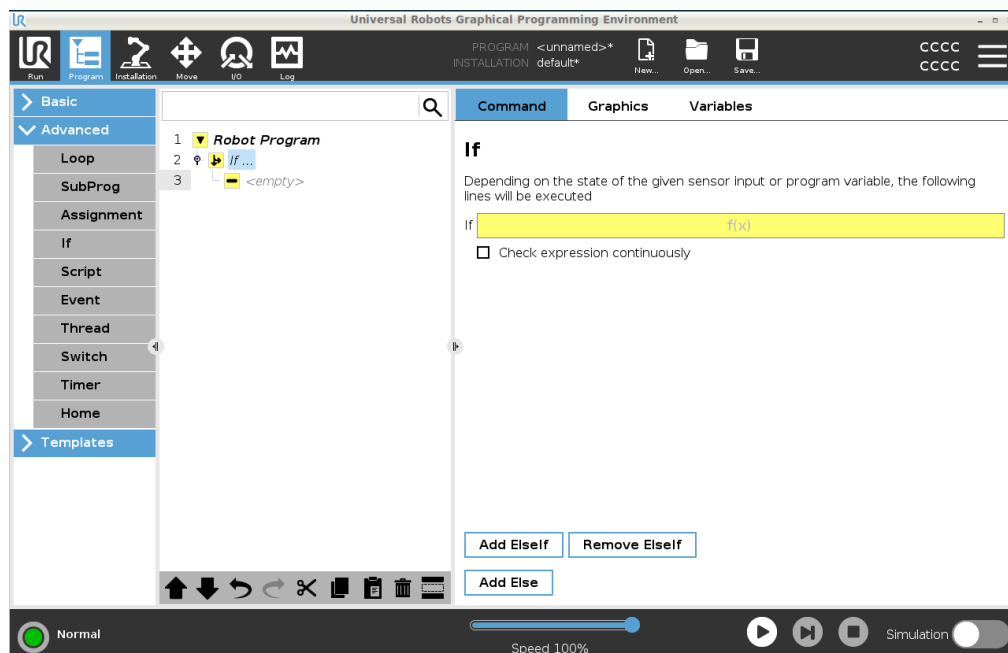 Universal Robots Graphical Programming Environment
Run
Program
Installation
Move
I/O
Log
PROGRAM <unnamed>*
INSTALLATION default*
New...
Open...
Save...
CCCC
CCCC
Basic
Advanced
Loop
SubProg
Assignment
If
Script
Event
Thread
Switch
Timer
Home
Templates
1 Robot Program
2 If ...
3 <empty>
Command Graphics Variables
If
Depending on the state of the given sensor input or program variable, the following
lines will be executed
If f(x)
Check expression continuously
Add ElseIf Remove ElseIf
Add Else
Normal
Speed 100%
Simulation